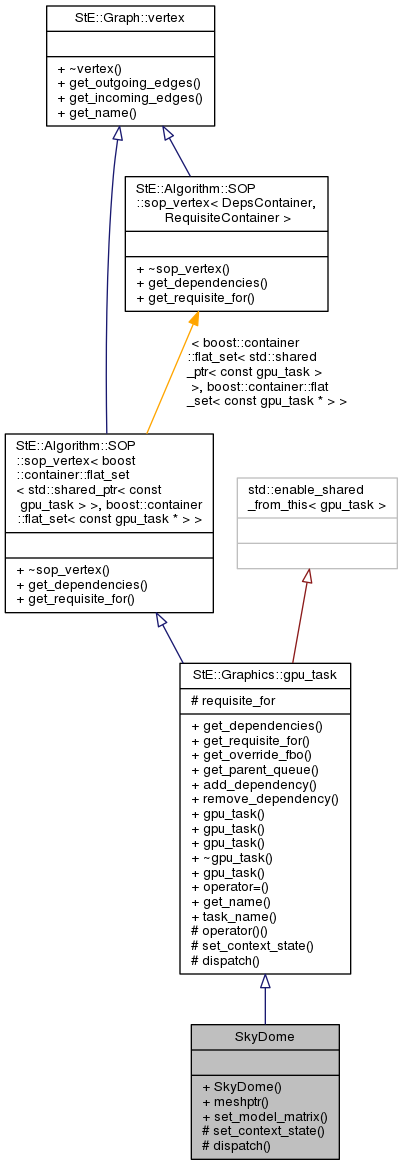 StE::Graph::vertex
+ ~vertex()
+ get_outgoing_edges()
+ get_incoming_edges()
+ get_name()
StE::Algorithm::SOP
::sop_vertex< DepsContainer,
RequisiteContainer >
+ ~sop_vertex()
+ get_dependencies()
+ get_requisite_for()
< boost::container
::flat_set< std::shared
_ptr< const gpu_task >
>, boost::container::flat
_set< const gpu_task * > >
StE::Algorithm::SOP
::sop_vertex< boost
::container::flat_set
< std::shared_ptr< const
gpu_task > >, boost::container
::flat_set< const gpu_task * > >
+ ~sop_vertex()
+ get_dependencies()
+ get_requisite_for()
std::enable_shared
_from_this< gpu_task >
StE::Graphics::gpu_task
# requisite_for
+ get_dependencies()
+ get_requisite_for()
+ get_override_fbo()
+ get_parent_queue()
+ add_dependency()
+ remove_dependency()
+ gpu_task()
+ gpu_task()
+ gpu_task()
+ ~gpu_task()
+ gpu_task()
+ operator=()
+ get_name()
+ task_name()
# operator()()
# set_context_state()
# dispatch()
SkyDome
+ SkyDome()
+ meshptr()
+ set_model_matrix()
# set_context_state()
# dispatch()